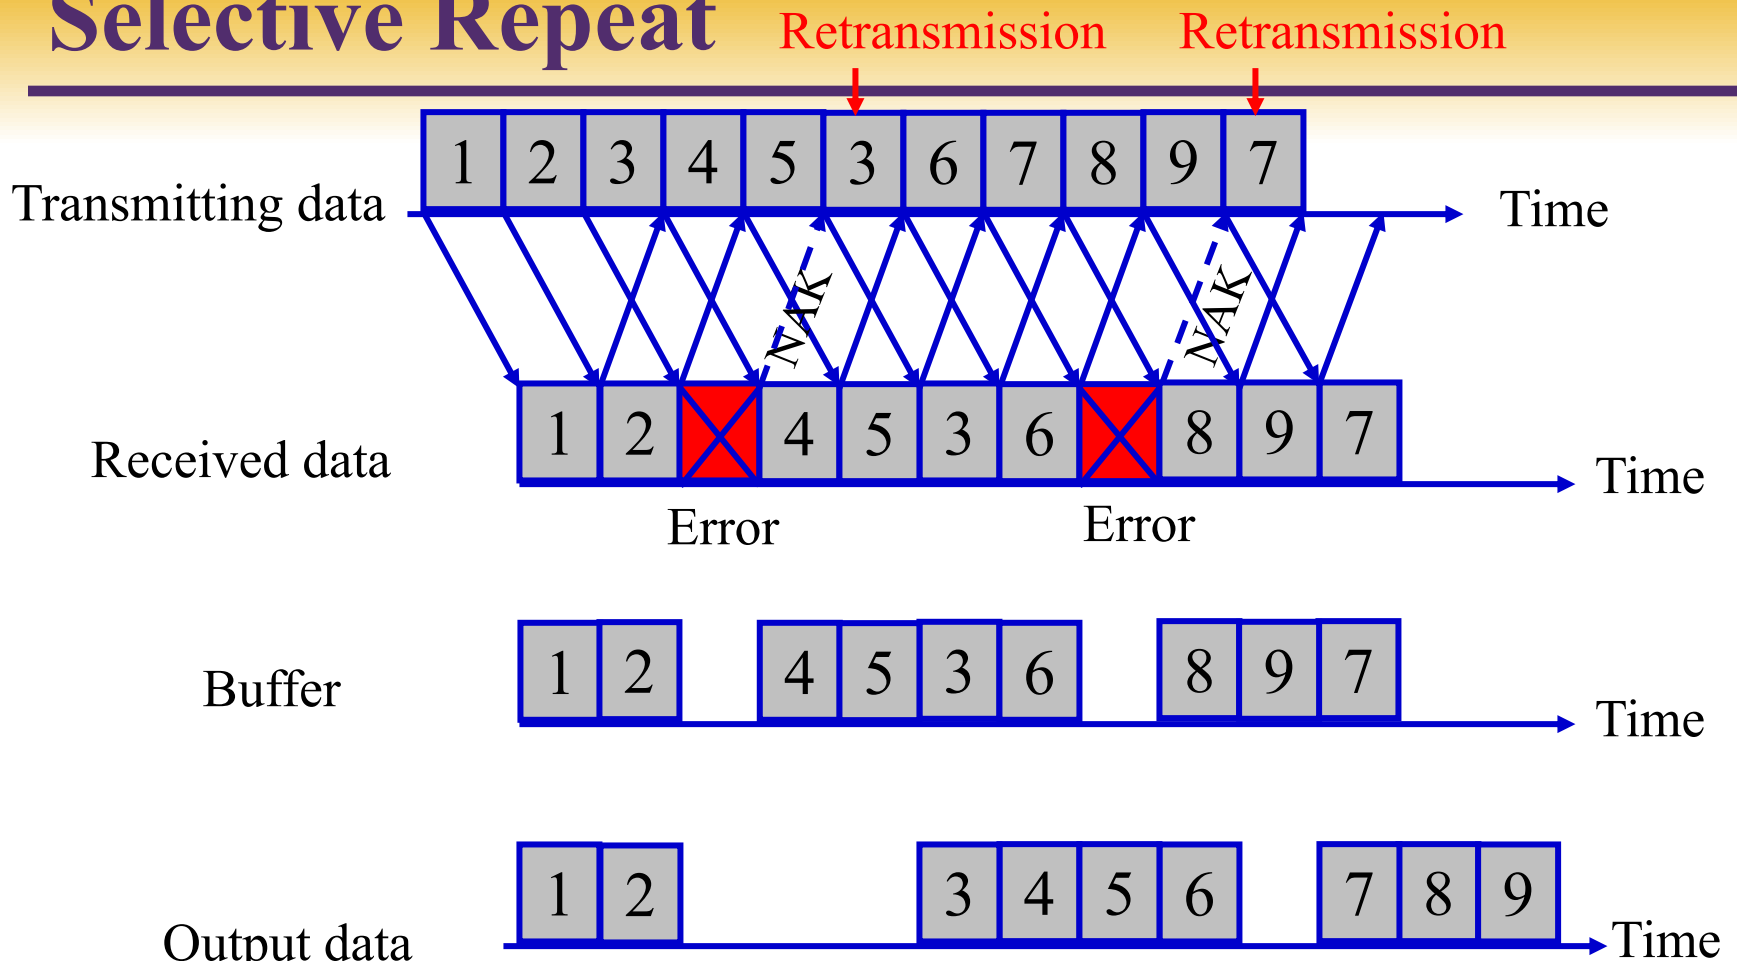 Selective Repeat
Retransmission Retransmission
1 2 3 4 5 3 6 7 8 9 7
Transmitting data
Time
NAK NAK
1 2 4 5 3 6 8 9 7
Received data
Time
Error Error
1 2 4 5 3 6 8 9 7
Buffer
Time
1 2 3 4 5 6 7 8 9
Output data
Time